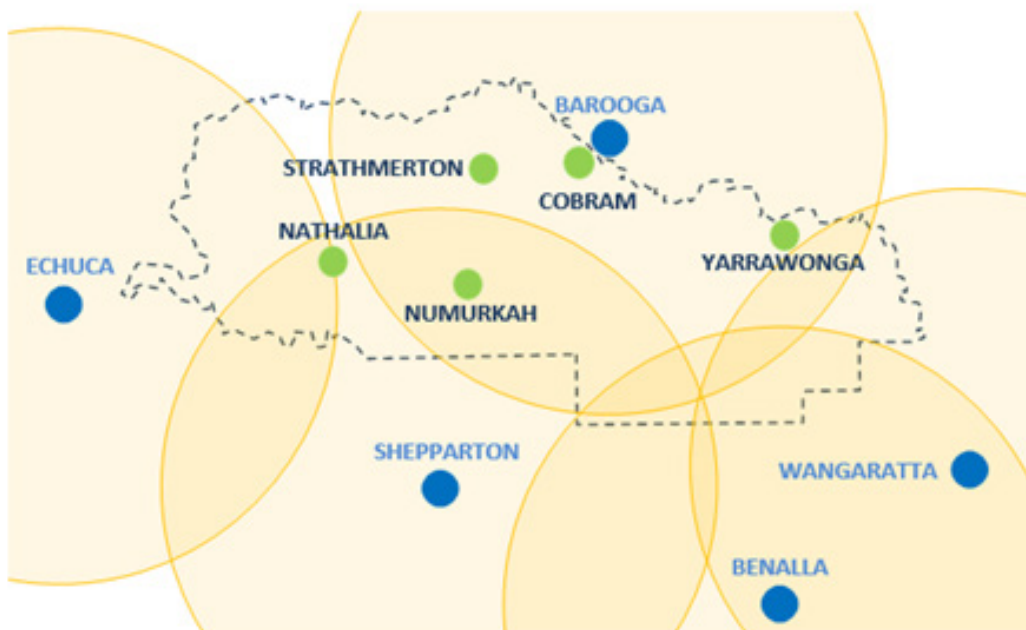 BAROOGA
STRATHMERTON
COBRAM
NATHALIA
ECHUCA
YARRAWONGA
NUMURKAH
SHEPPARTON
WANGARATTA
BENALLA